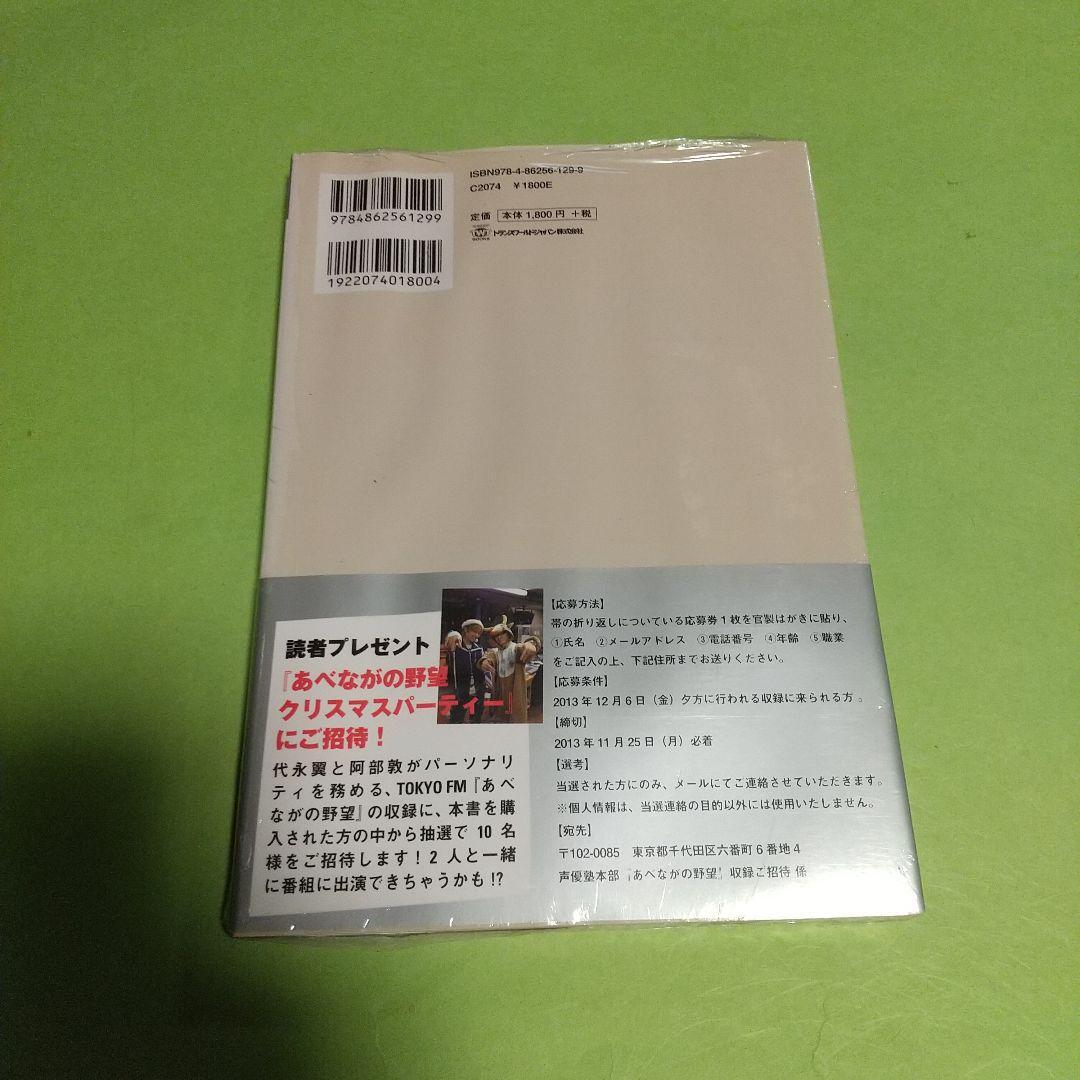 ISBN978-4-86256-129-9
C2074 ¥1800E
定価 本体1,800円 +税
TWJ BOOKS トランスワールドジャパン株式会社
9784862561299
1922074018004
読者プレゼント
『あべながの野望
クリスマスパーティー』
にご招待!
代永翼と阿部敦がパーソナリ
ティを務める、TOKYO FM『あべ
ながの野望』の収録に、本書を購
入された方の中から抽選で10名
様をご招待します!2人と一緒
に番組に出演できちゃうかも!?
【応募方法】
帯の折り返しについている応募券1枚を官製はがきに貼り、
①氏名 ②メールアドレス ③電話番号 ④年齢 ⑤職業
をご記入の上、下記住所までお送りください。
【応募条件】
2013年12月6日(金)夕方に行われる収録に来られる方。
【締切】
2013年11月25日(月)必着
【選考】
当選された方にのみ、メールにてご連絡させていただきます。
※個人情報は、当選連絡の目的以外には使用いたしません。
【宛先】
〒102-0085 東京都千代田区六番町6番地4
声優塾本部『あべながの野望』収録ご招待 係